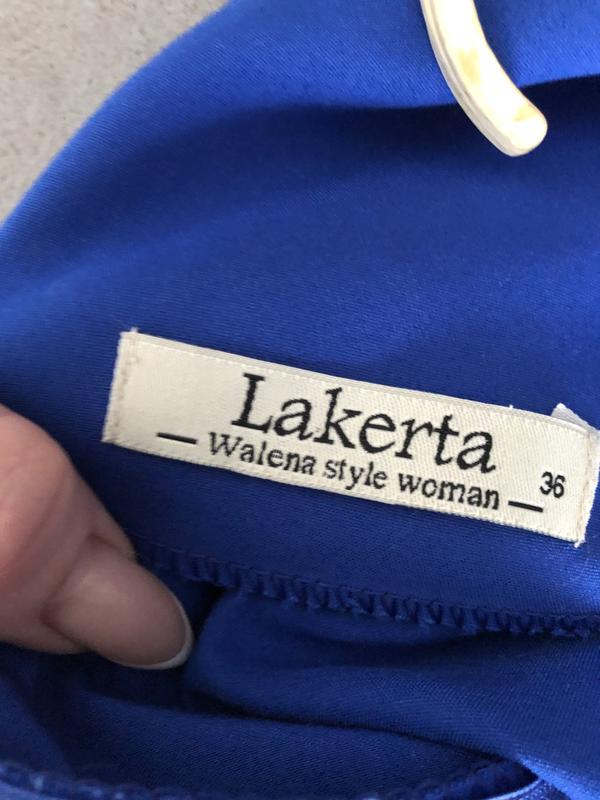 Lakerta
— Walena style woman — 36